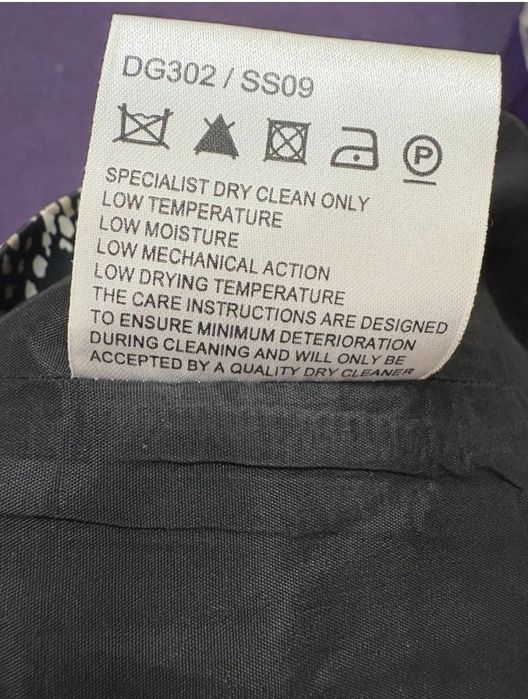 DG302 / SS09
P
SPECIALIST DRY CLEAN ONLY
LOW TEMPERATURE
LOW MOISTURE
LOW MECHANICAL ACTION
LOW DRYING TEMPERATURE
THE CARE INSTRUCTIONS ARE DESIGNED
TO ENSURE MINIMUM DETERIORATION
DURING CLEANING AND WILL ONLY BE
ACCEPTED BY A QUALITY DRY CLEANER